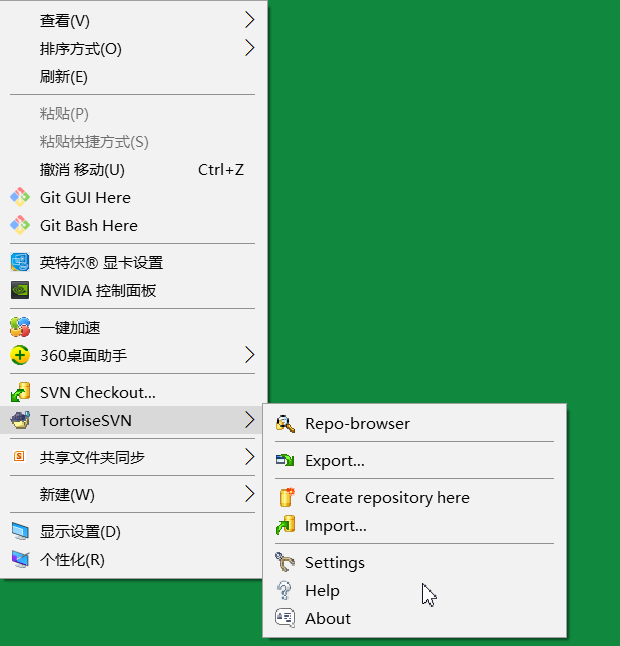 查看(V)
排序方式(O)
刷新(E)
粘贴(P)
粘贴快捷方式(S)
撤消 移动(U) Ctrl+Z
Git GUI Here
Git Bash Here
英特尔® 显卡设置
NVIDIA 控制面板
一键加速
360桌面助手
SVN Checkout...
TortoiseSVN
共享文件夹同步
新建(W)
显示设置(D)
个性化(R)
Repo-browser
Export...
Create repository here
Import...
Settings
Help
About